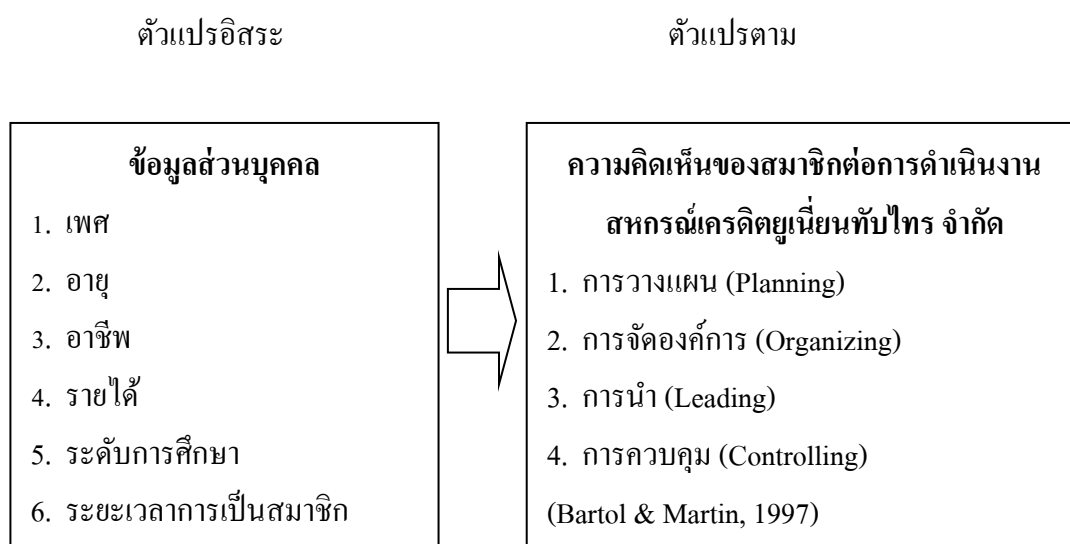 ตัวแปรอิสระ
ตัวแปรตาม
ข้อมูลส่วนบุคคล
1. เพศ
2. อายุ
3. อาชีพ
4. รายได้
5. ระดับการศึกษา
6. ระยะเวลาการเป็นสมาชิก
ความคิดเห็นของสมาชิกต่อการดำเนินงาน
สหกรณ์เครดิตยูเนี่ยนทับไทร จำกัด
1. การวางแผน (Planning)
2. การจัดองค์การ (Organizing)
3. การนำ (Leading)
4. การควบคุม (Controlling)
(Bartol & Martin, 1997)